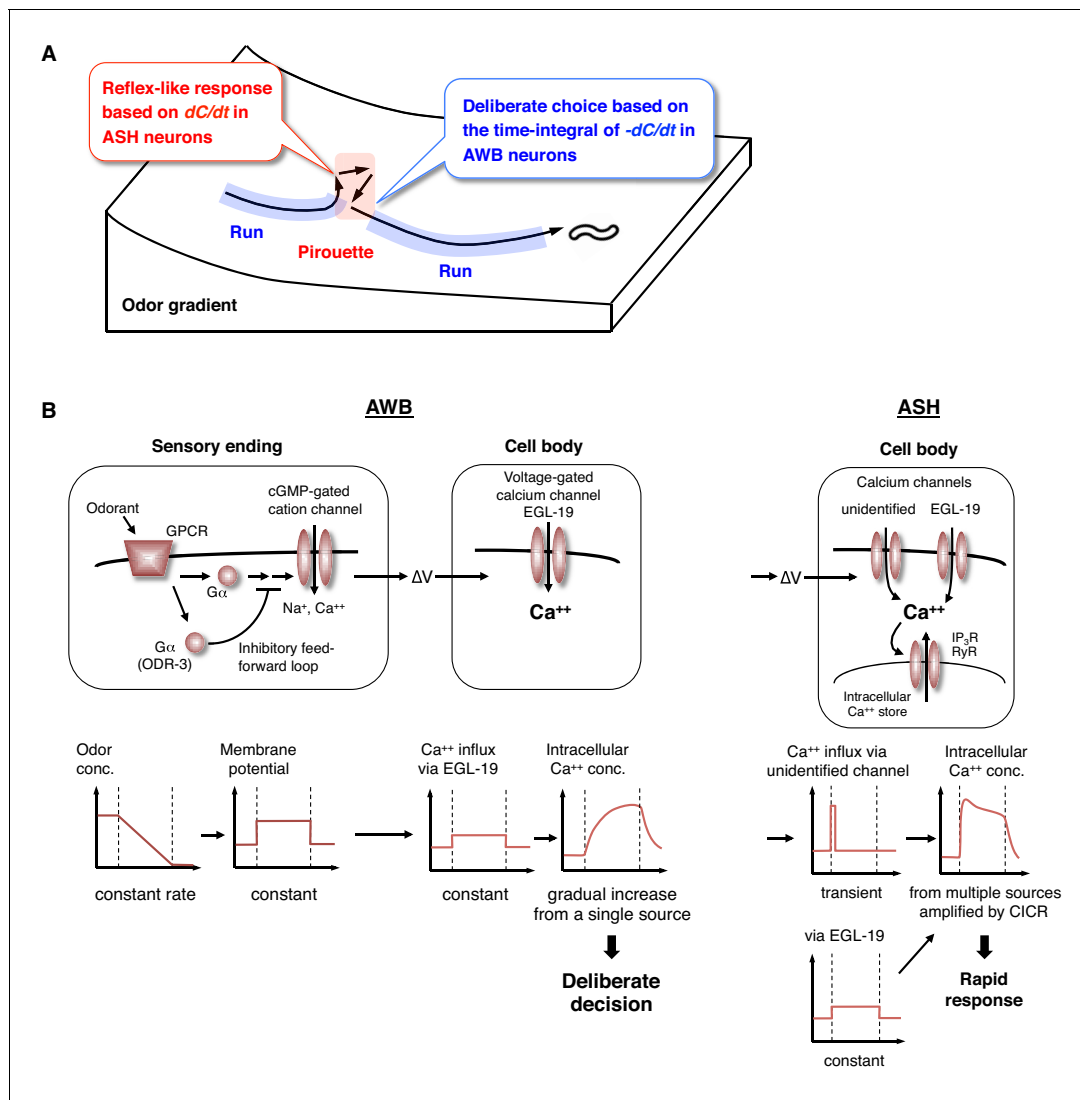 A
Reflex-like response
based on dC/dt in
ASH neurons
Deliberate choice based on
the time-integral of -dC/dt in
AWB neurons
Run
Pirouette
Run
Odor gradient
B
AWB
ASH
Sensory ending
Cell body
Cell body
Odorant
GPCR
cGMP-gated
cation channel
Gα
Na⁺, Ca⁺⁺
Gα
(ODR-3)
Inhibitory feed-
forward loop
ΔV
Voltage-gated
calcium channel
EGL-19
Ca⁺⁺
ΔV
Calcium channels
unidentified
EGL-19
Ca⁺⁺
IP₃R
RyR
Intracellular
Ca⁺⁺ store
Odor
conc.
constant rate
Membrane
potential
constant
Ca⁺⁺ influx
via EGL-19
constant
Intracellular
Ca⁺⁺ conc.
gradual increase
from a single source
Deliberate
decision
Ca⁺⁺ influx via
unidentified channel
transient
via EGL-19
constant
Intracellular
Ca⁺⁺ conc.
from multiple sources
amplified by CICR
Rapid
response